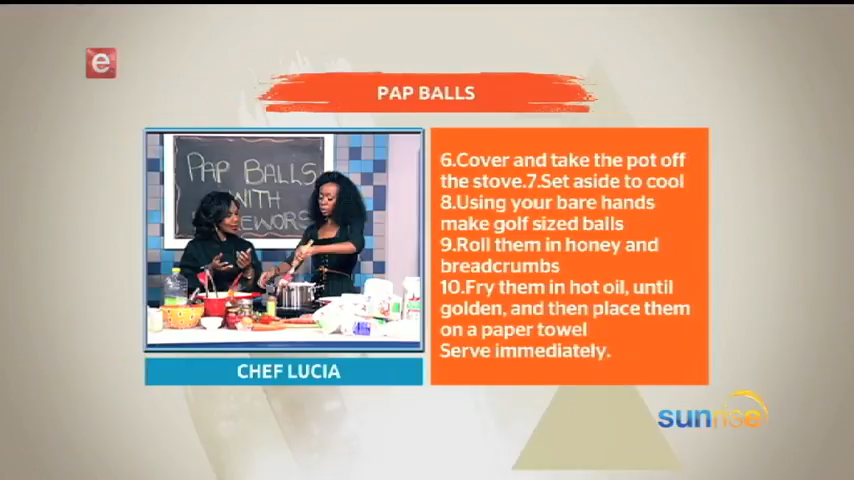 e
PAP BALLS
PAP BALLS
WITH
EWORS
6.Cover and take the pot off
the stove.7.Set aside to cool
8.Using your bare hands
make golf sized balls
9.Roll them in honey and
breadcrumbs
10.Fry them in hot oil, until
golden, and then place them
on a paper towel
Serve immediately.
CHEF LUCIA
sunrise